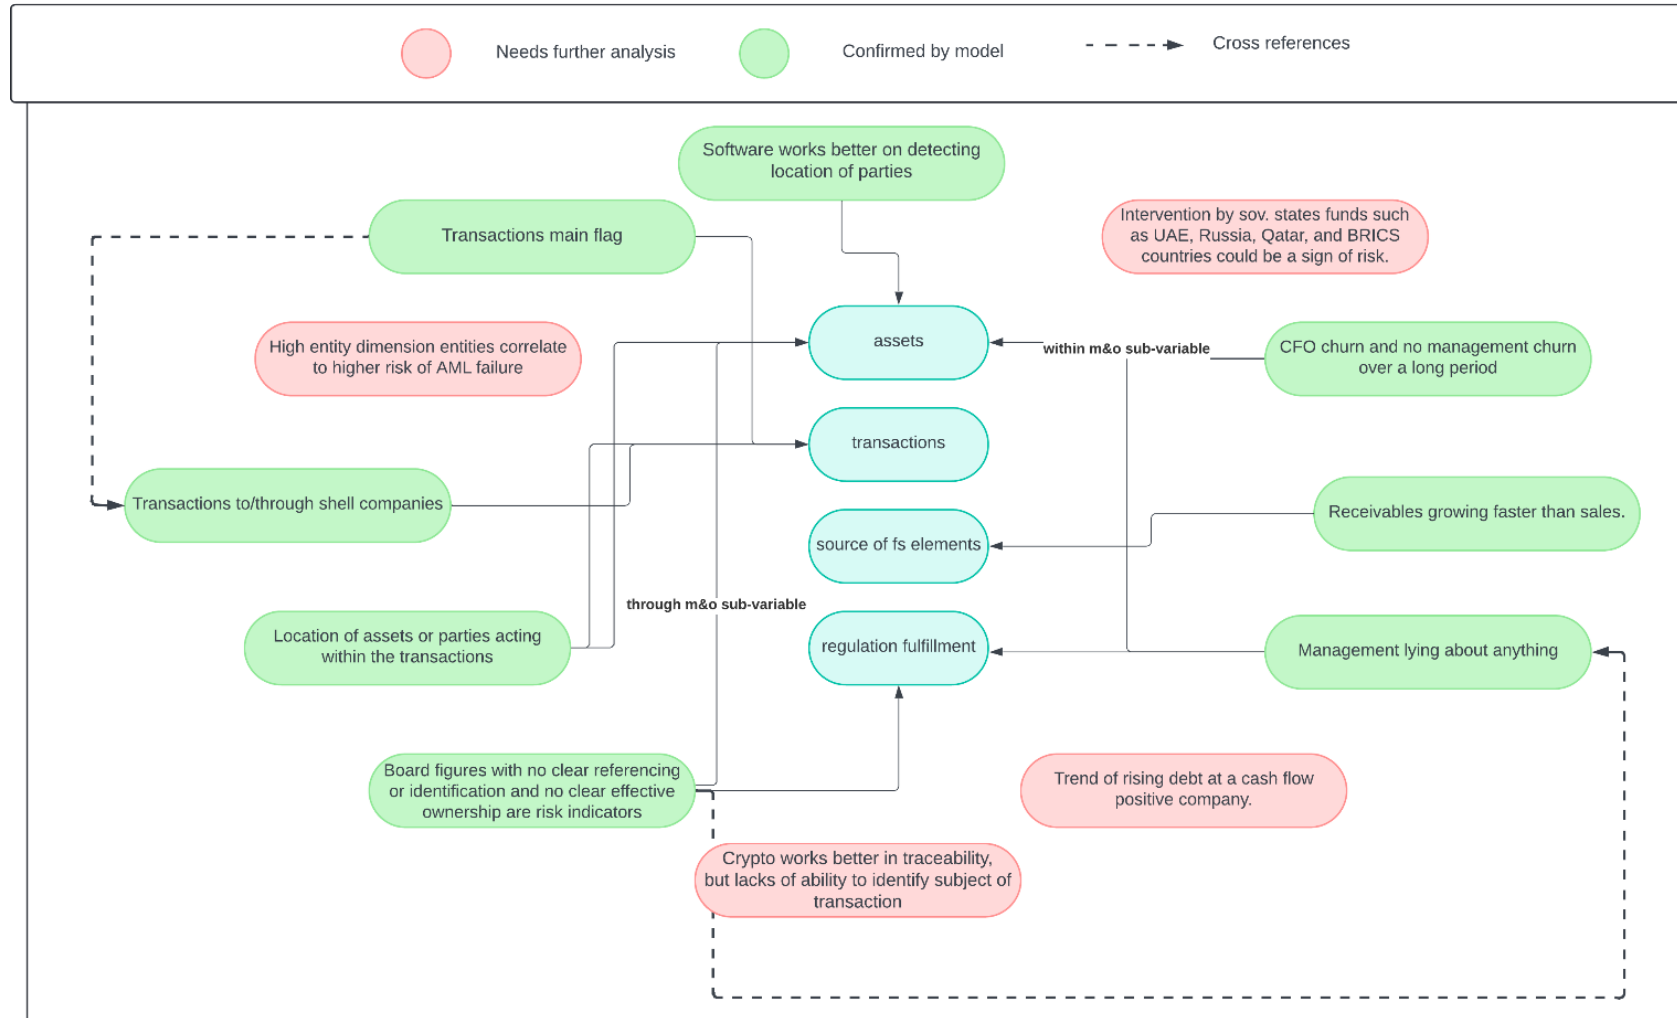 Needs further analysis
Confirmed by model
Cross references
Software works better on detecting
location of parties
Transactions main flag
Intervention by sov. states funds such
as UAE, Russia, Qatar, and BRICS
countries could be a sign of risk.
High entity dimension entities correlate
to higher risk of AML failure
assets
within m&o sub-variable
CFO churn and no management churn
over a long period
transactions
Transactions to/through shell companies
source of fs elements
Receivables growing faster than sales.
through m&o sub-variable
Location of assets or parties acting
within the transactions
regulation fulfillment
Management lying about anything
Board figures with no clear referencing
or identification and no clear effective
ownership are risk indicators
Trend of rising debt at a cash flow
positive company.
Crypto works better in traceability,
but lacks of ability to identify subject of
transaction